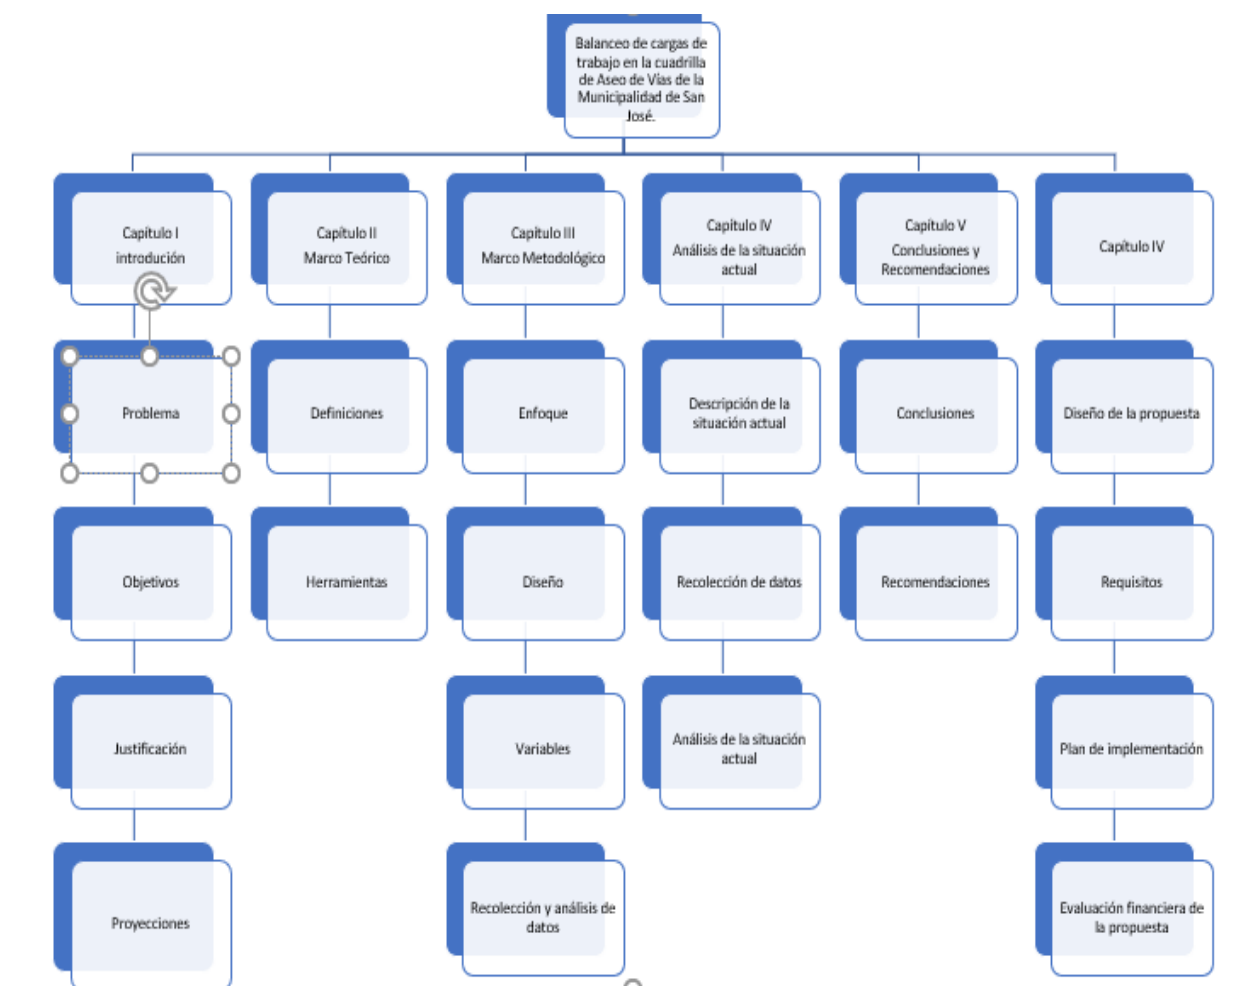 Balanceo de cargas de
trabajo en la cuadrilla
de Aseo de Vías de la
Municipalidad de San
José.
Capítulo I
introdución
Capítulo II
Marco Teórico
Capítulo III
Marco Metodológico
Capítulo IV
Análisis de la situación
actual
Capítulo V
Conclusiones y
Recomendaciones
Capítulo IV
Problema
Definiciones
Enfoque
Descripción de la
situación actual
Conclusiones
Diseño de la propuesta
Objetivos
Herramientas
Diseño
Recolección de datos
Recomendaciones
Requisitos
Justificación
Variables
Análisis de la situación
actual
Plan de implementación
Proyecciones
Recolección y análisis de
datos
Evaluación financiera de
la propuesta